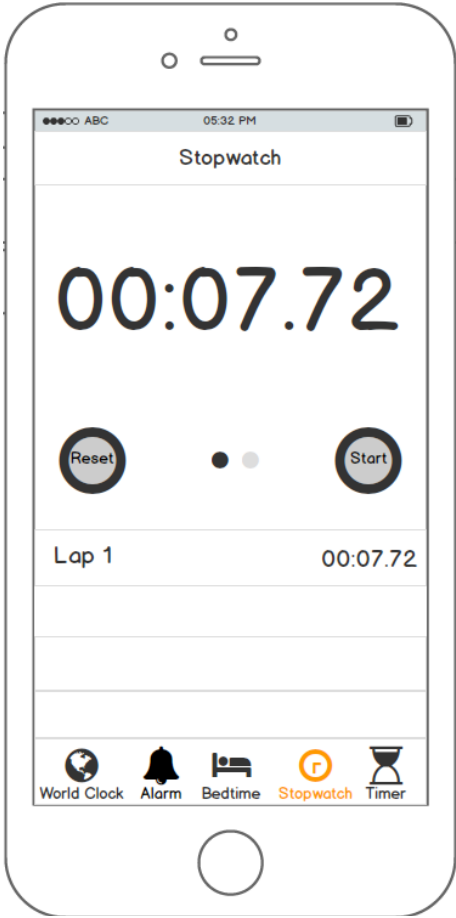 ABC 05:32 PM
Stopwatch
00:07.72
Reset Start
Lap 1 00:07.72
World Clock Alarm Bedtime Stopwatch Timer